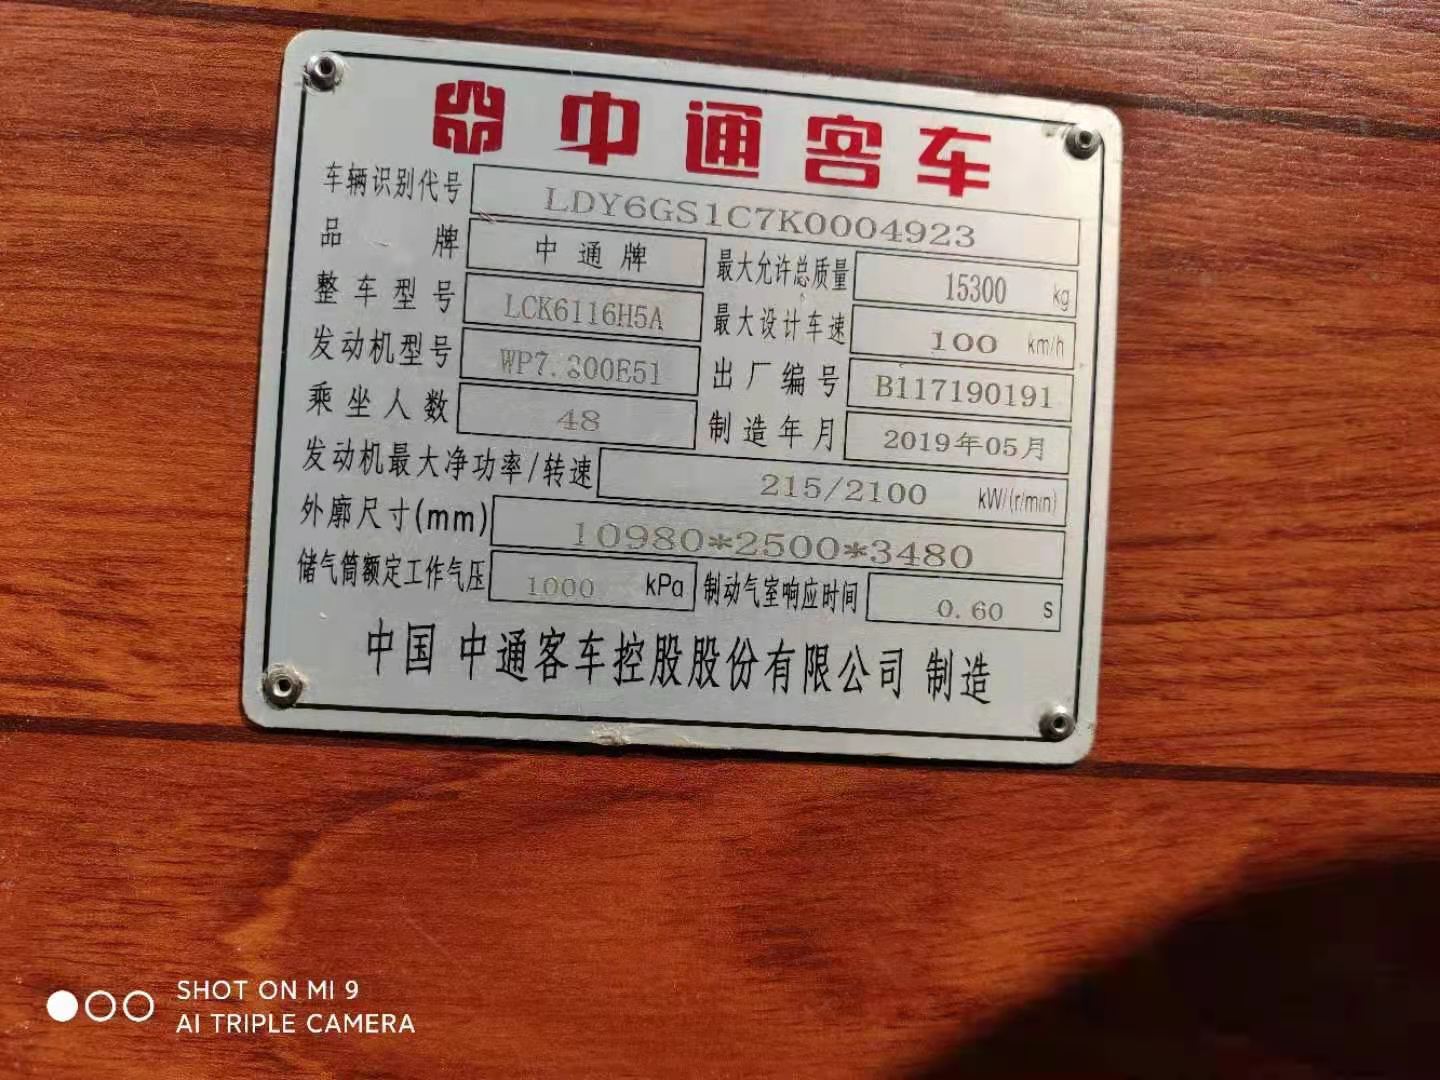 中通客车
车辆识别代号 LDY6GS1C7K0004923
品牌 中通牌 最大允许总质量 15300 kg
整车型号 LCK6116H5A 最大设计车速 100 km/h
发动机型号 WP7.300E51 出厂编号 B117190191
乘坐人数 48 制造年月 2019年05月
发动机最大净功率/转速 215/2100 kW/(r/min)
外廓尺寸(mm) 10980*2500*3480
储气筒额定工作气压 1000 kPa 制动气室响应时间 0.60 s
中国 中通客车控股股份有限公司 制造
SHOT ON MI 9
AI TRIPLE CAMERA